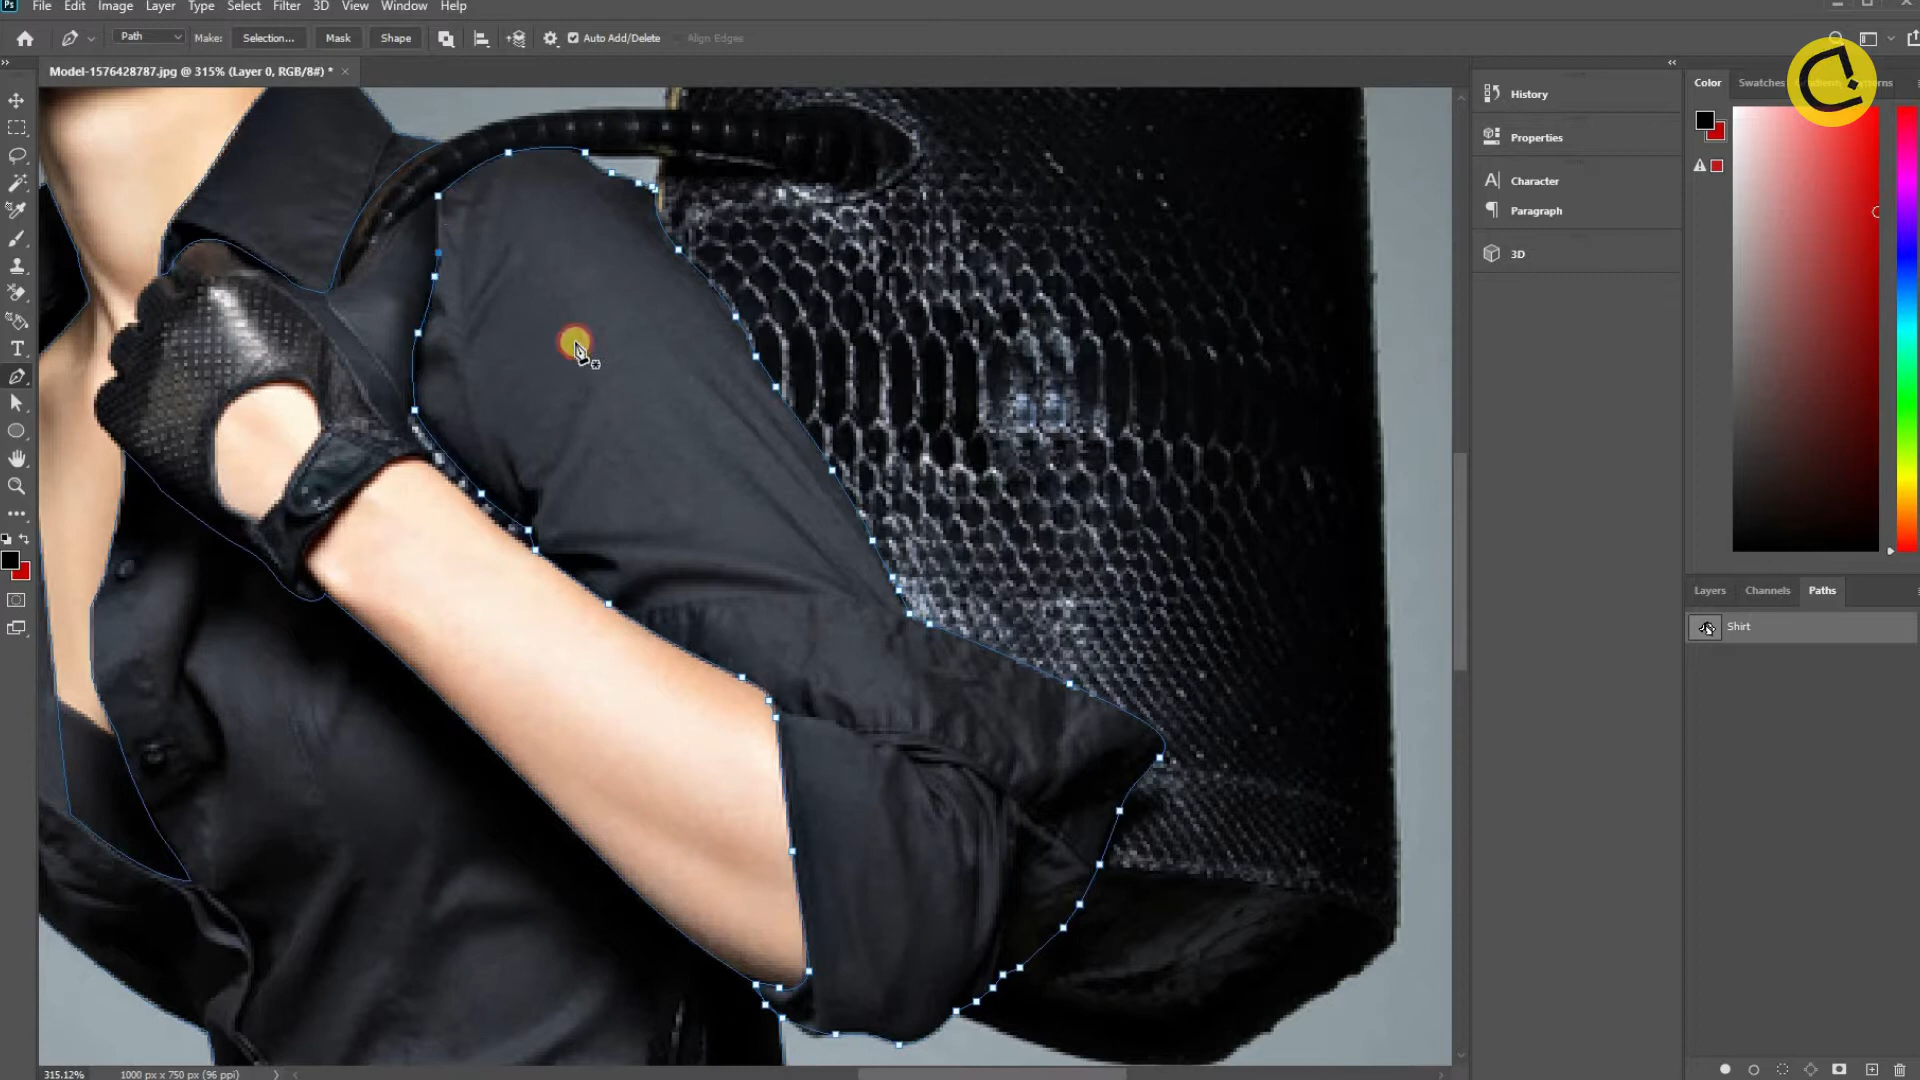 Ps File Edit Image Layer Type Select Filter 3D View Window Help
Path Make: Selection... Mask Shape Auto Add/Delete Align Edges
Model-1576428787.jpg @ 315% (Layer 0, RGB/8#) * ×
History
Properties
Character
Paragraph
3D
Color Swatches
Layers Channels Paths
Shirt
315.12% 1000 px x 750 px (96 ppi)